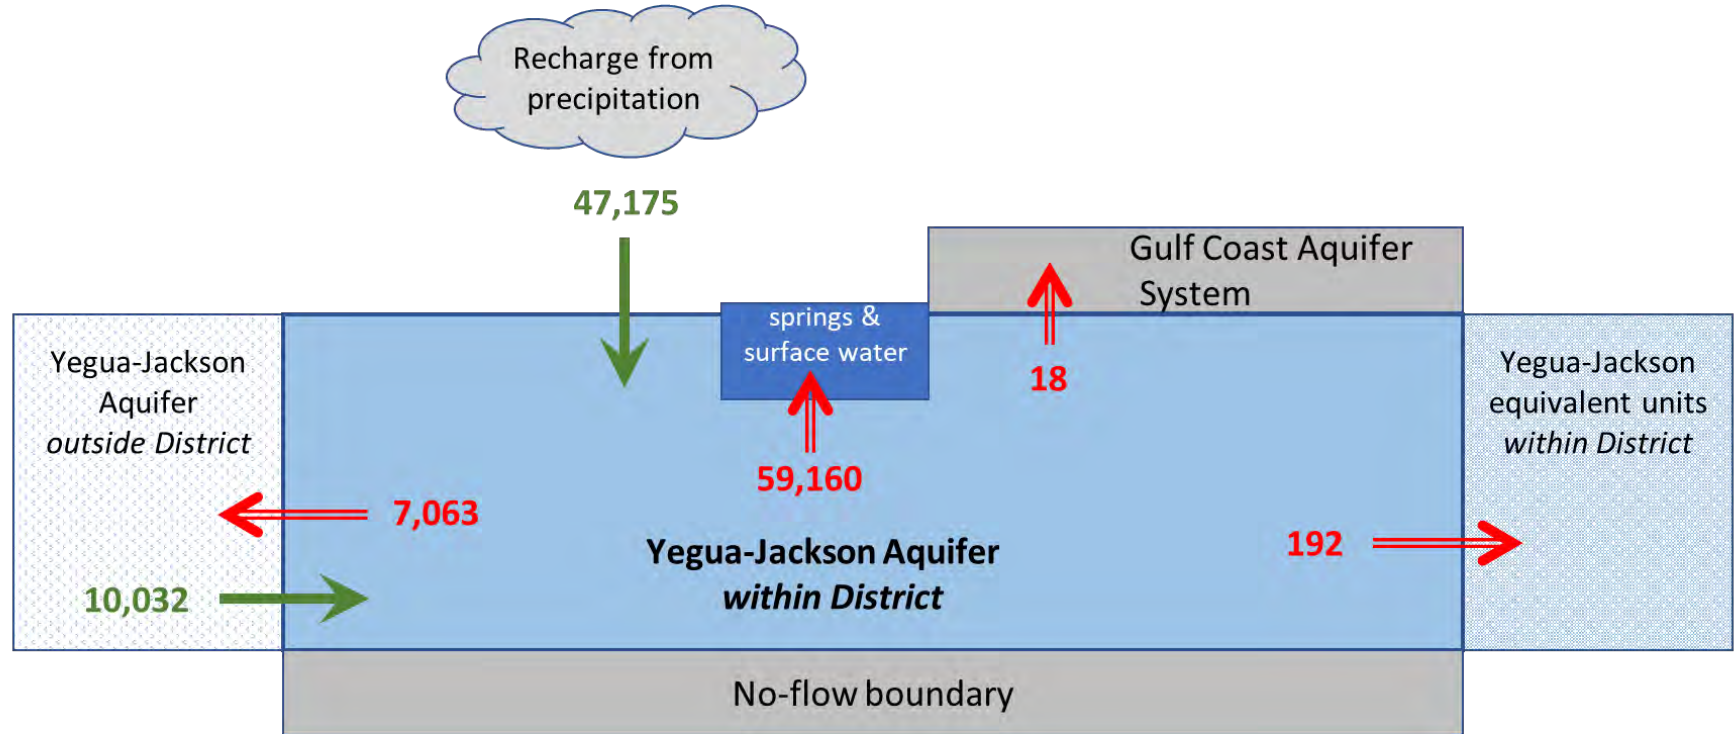 Recharge from
precipitation
47,175
Gulf Coast Aquifer
System
springs &
surface water
18
Yegua-Jackson
Aquifer
outside District
Yegua-Jackson
equivalent units
within District
59,160
7,063
192
Yegua-Jackson Aquifer
within District
10,032
No-flow boundary